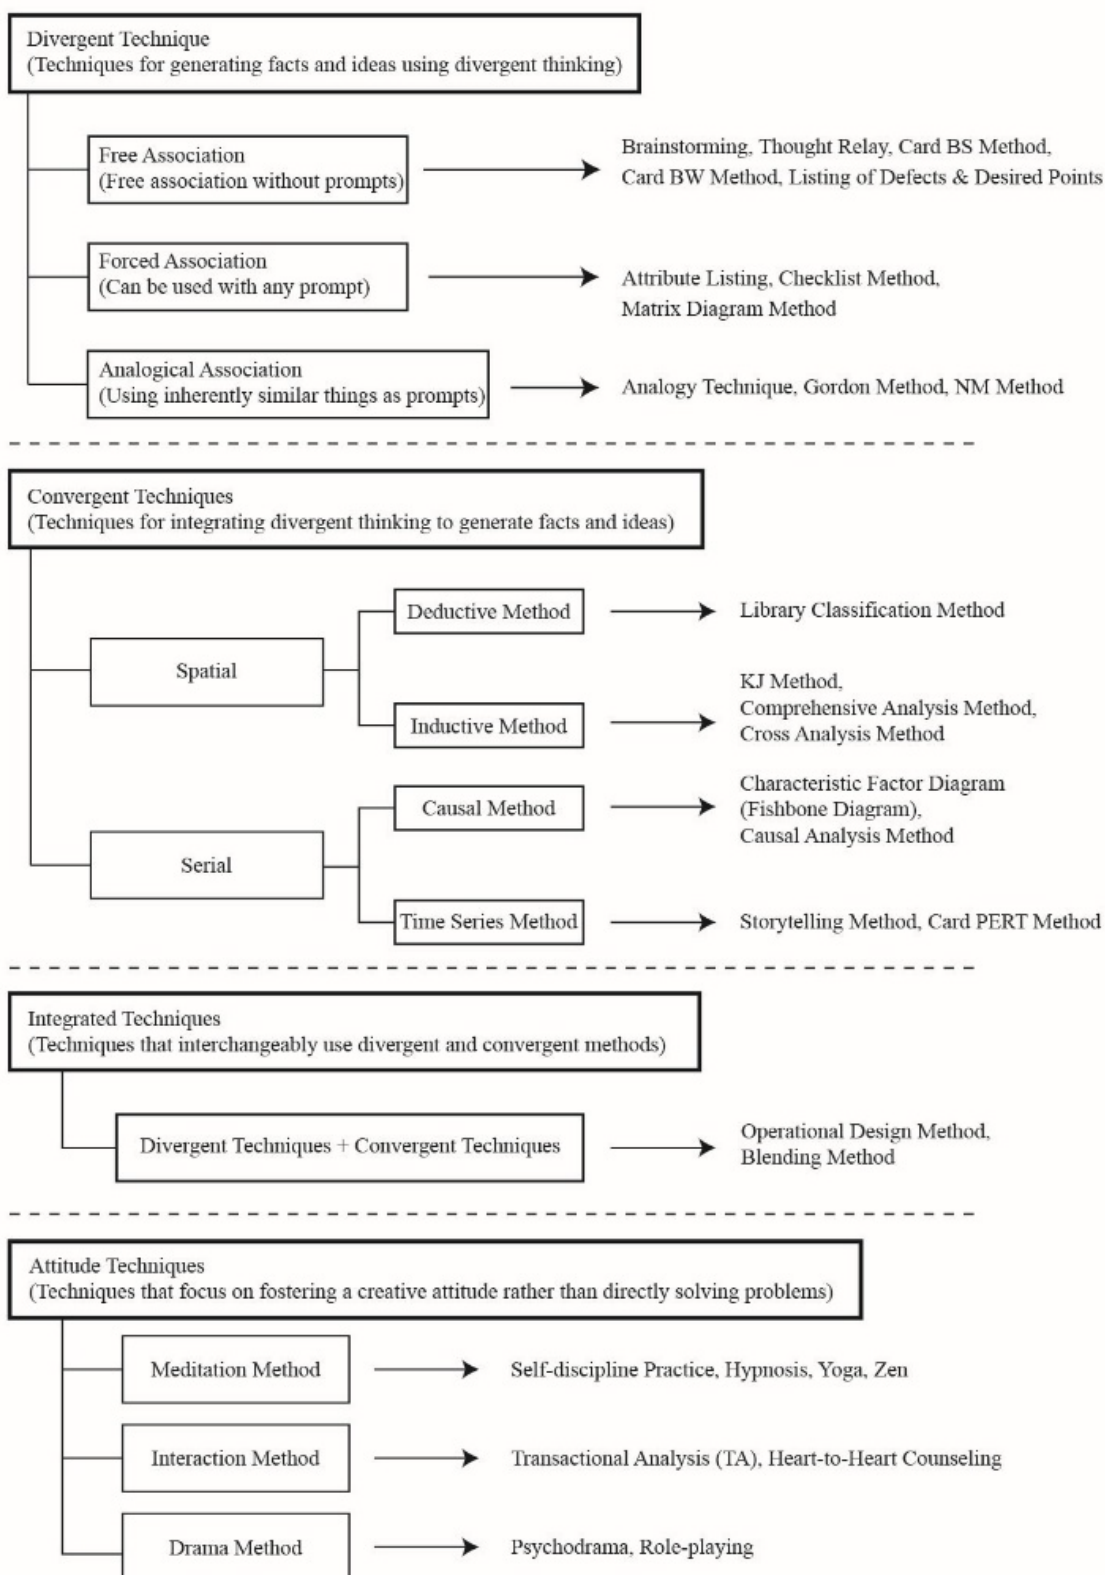 Divergent Technique
(Techniques for generating facts and ideas using divergent thinking)
Free Association
(Free association without prompts)
Brainstorming, Thought Relay, Card BS Method,
Card BW Method, Listing of Defects & Desired Points
Forced Association
(Can be used with any prompt)
Attribute Listing, Checklist Method,
Matrix Diagram Method
Analogical Association
(Using inherently similar things as prompts)
Analogy Technique, Gordon Method, NM Method
Convergent Techniques
(Techniques for integrating divergent thinking to generate facts and ideas)
Spatial
Deductive Method
Library Classification Method
Inductive Method
KJ Method,
Comprehensive Analysis Method,
Cross Analysis Method
Serial
Causal Method
Characteristic Factor Diagram
(Fishbone Diagram),
Causal Analysis Method
Time Series Method
Storytelling Method, Card PERT Method
Integrated Techniques
(Techniques that interchangeably use divergent and convergent methods)
Divergent Techniques + Convergent Techniques
Operational Design Method,
Blending Method
Attitude Techniques
(Techniques that focus on fostering a creative attitude rather than directly solving problems)
Meditation Method
Self-discipline Practice, Hypnosis, Yoga, Zen
Interaction Method
Transactional Analysis (TA), Heart-to-Heart Counseling
Drama Method
Psychodrama, Role-playing